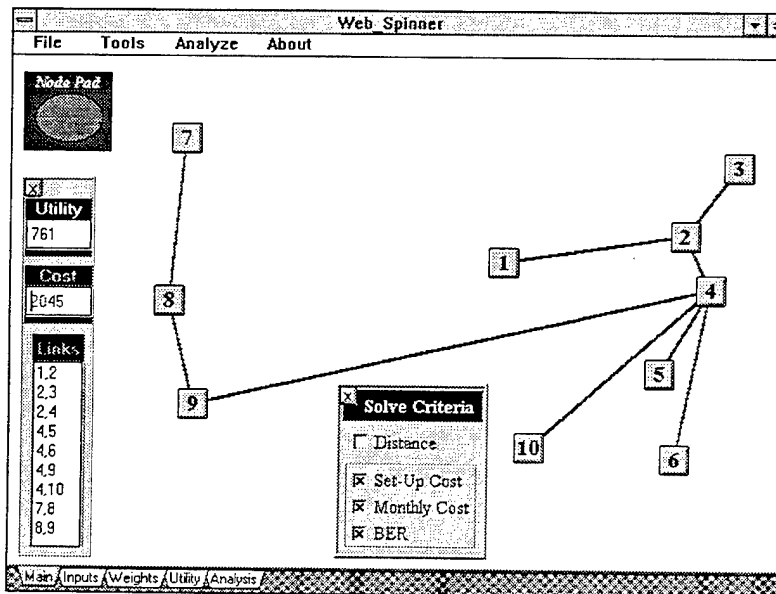 Web_Spinner
File Tools Analyze About
Node Pad
7
3
2
1
4
8
5
9
10
6
Utility
761
Cost
2045
Links
1,2
2,3
2,4
4,5
4,6
4,9
4,10
7,8
8,9
X
Solve Criteria
Distance
Set-Up Cost
Monthly Cost
BER
Main Inputs Weights Utility Analysis